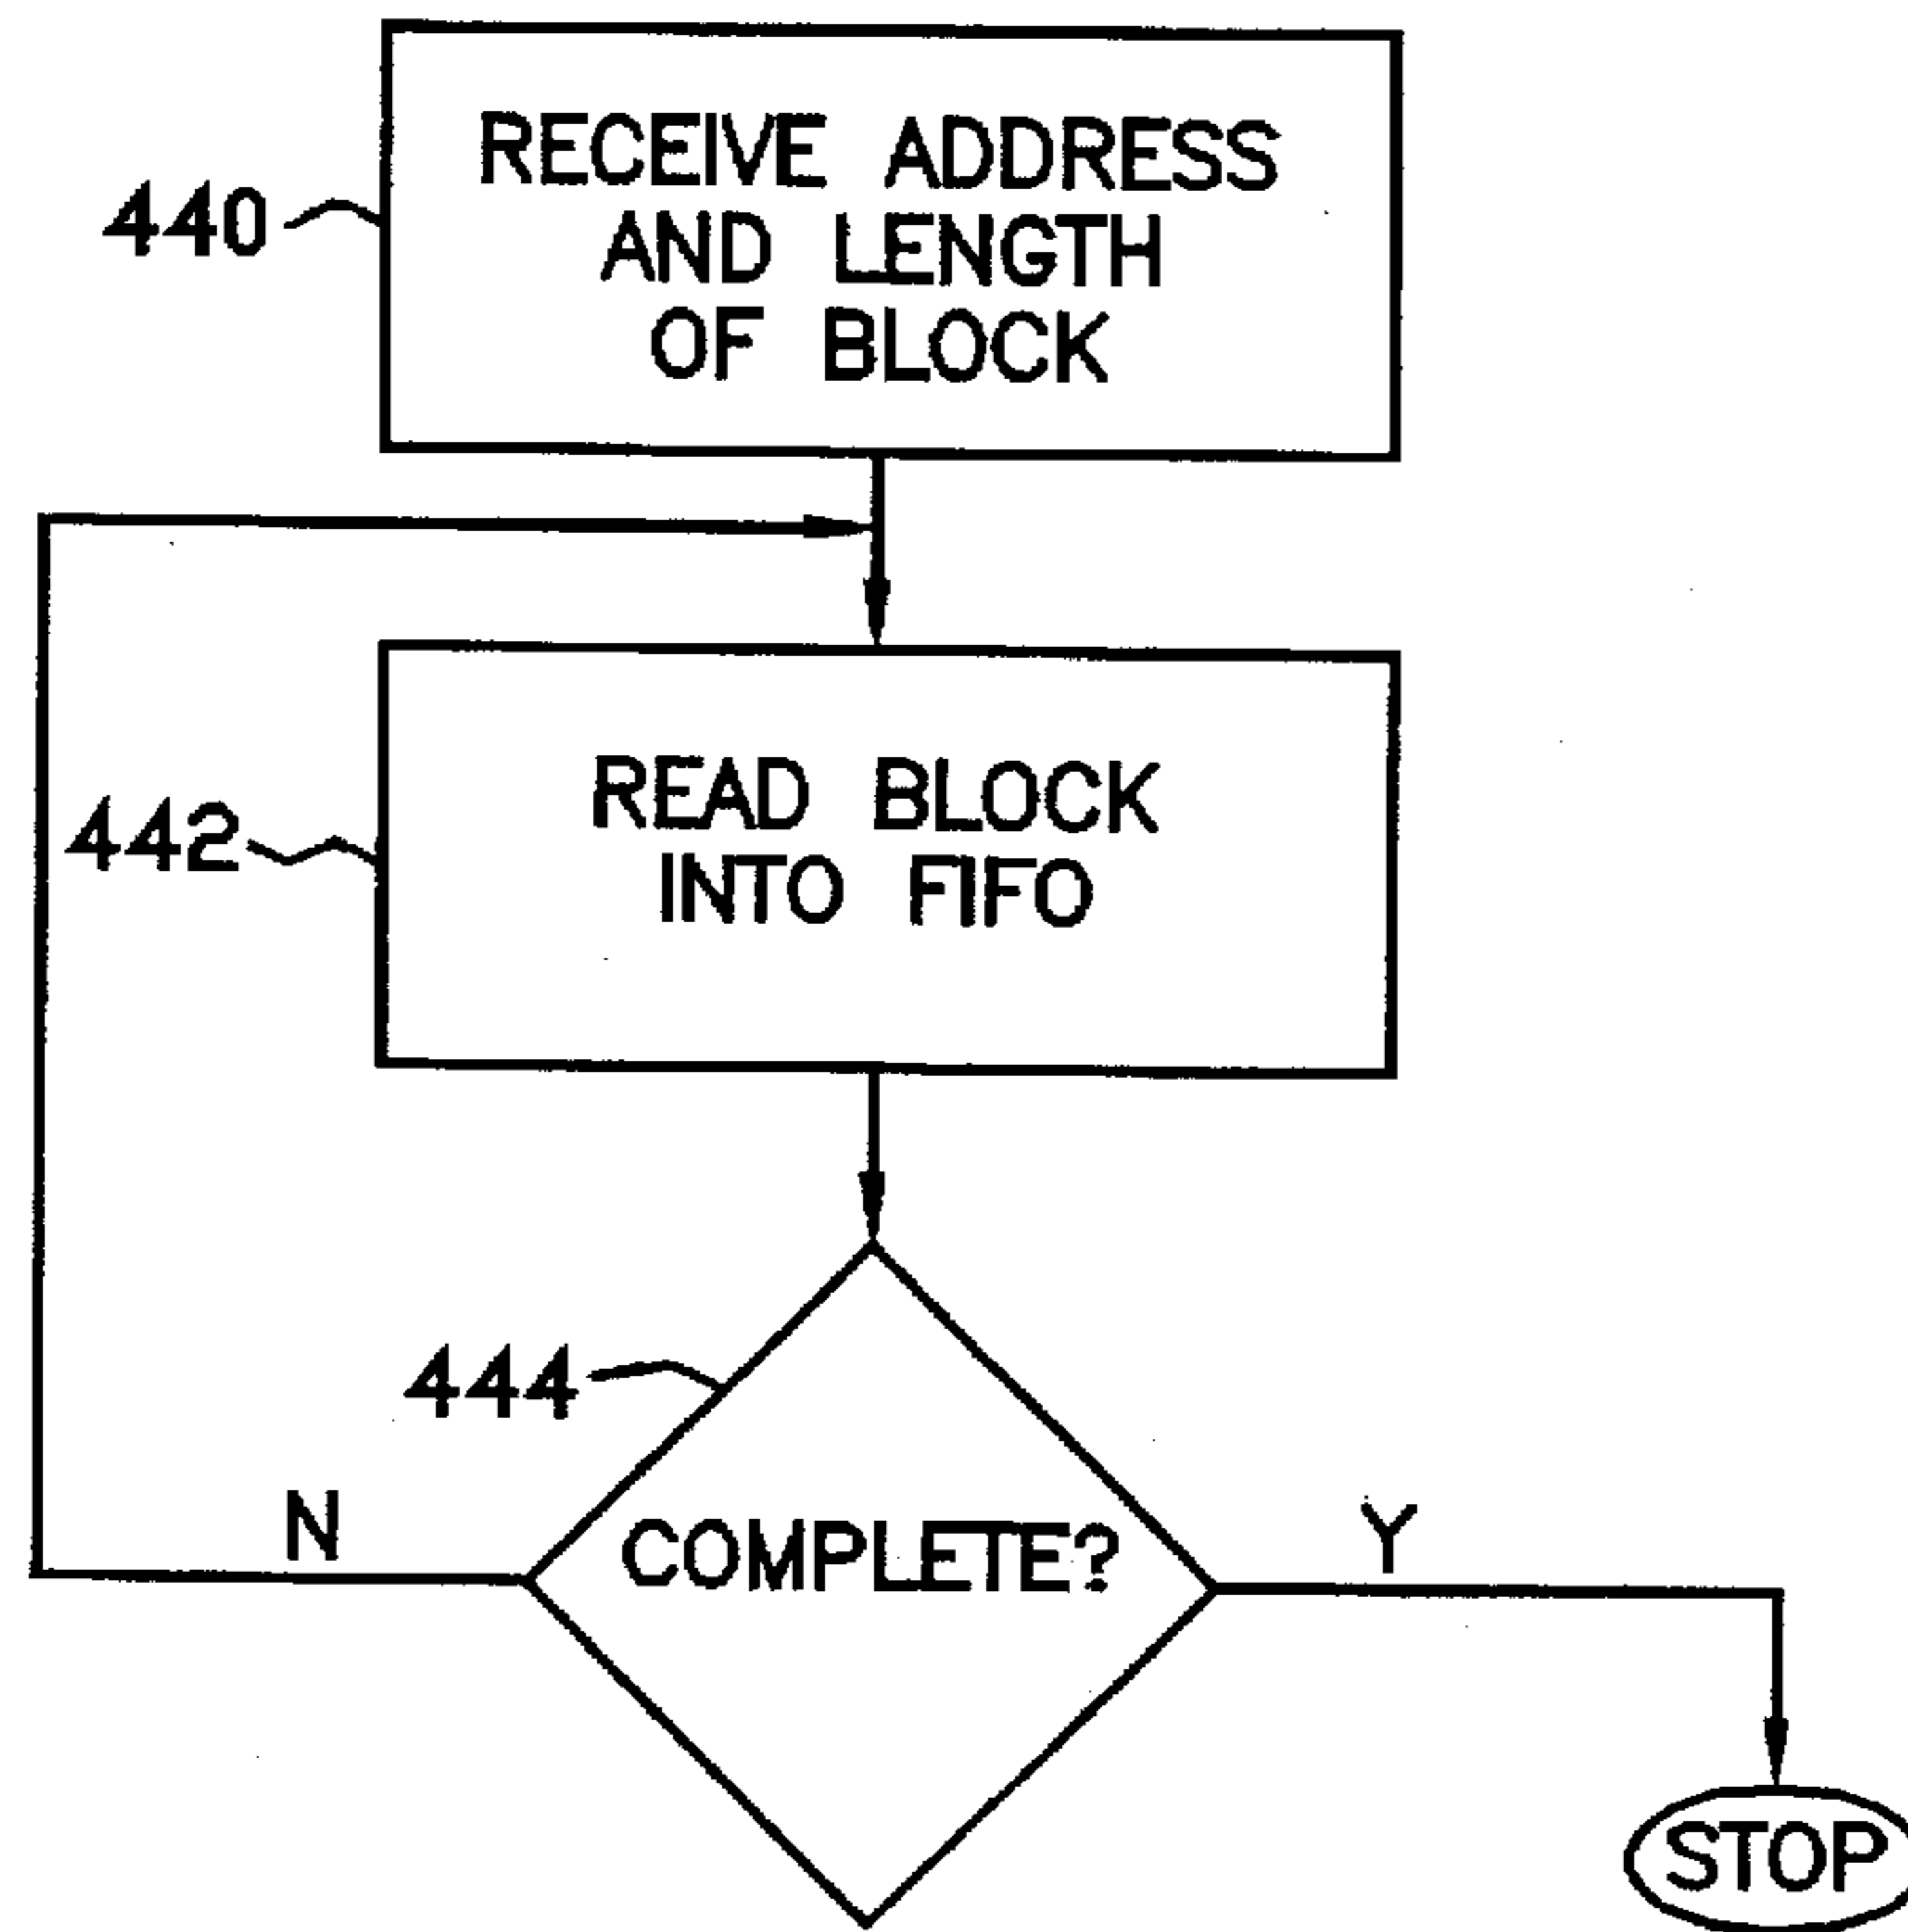 RECEIVE ADDRESS
AND LENGTH
OF BLOCK
440
READ BLOCK
INTO FIFO
442
444
COMPLETE?
N
Y
STOP